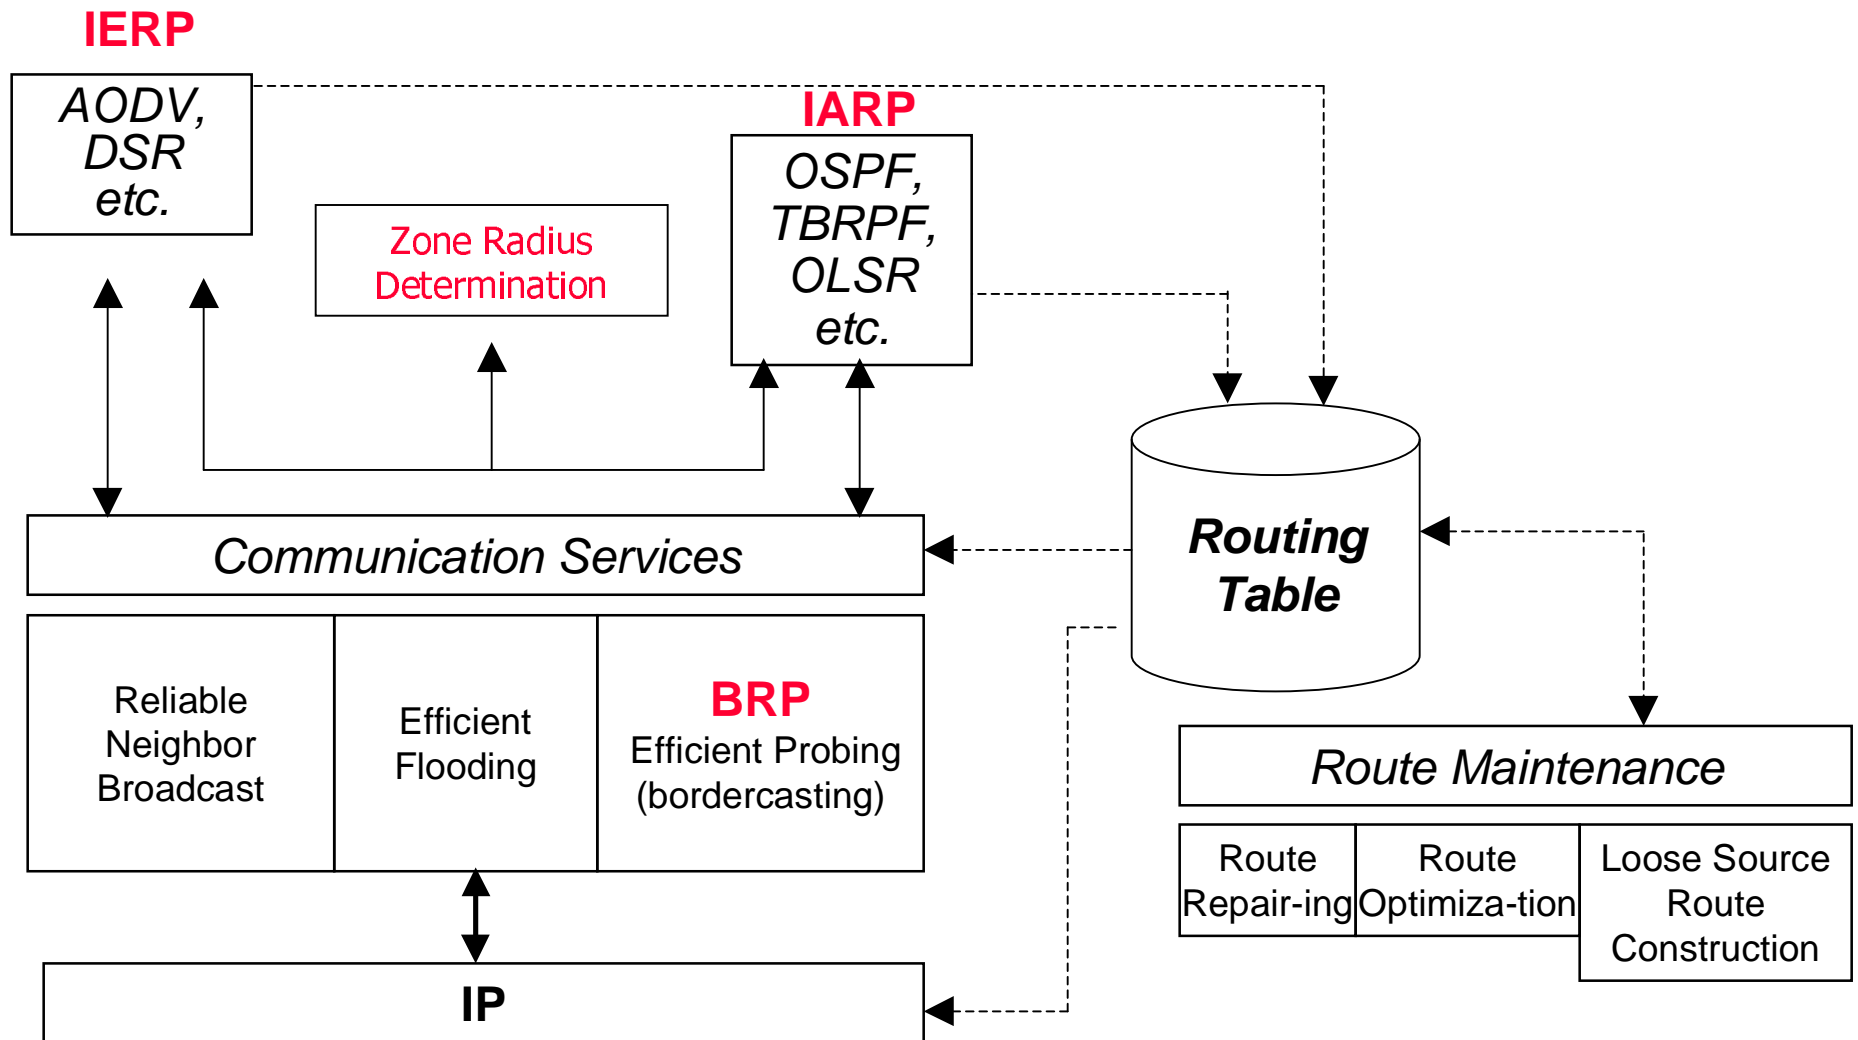 IERP
AODV,
DSR
etc.
IARP
OSPF,
TBRPF,
OLSR
etc.
Zone Radius
Determination
Communication Services
Routing
Table
Reliable
Neighbor
Broadcast
Efficient
Flooding
BRP
Efficient Probing
(bordercasting)
Route Maintenance
Route
Repair-ing
Route
Optimiza-tion
Loose Source
Route
Construction
IP